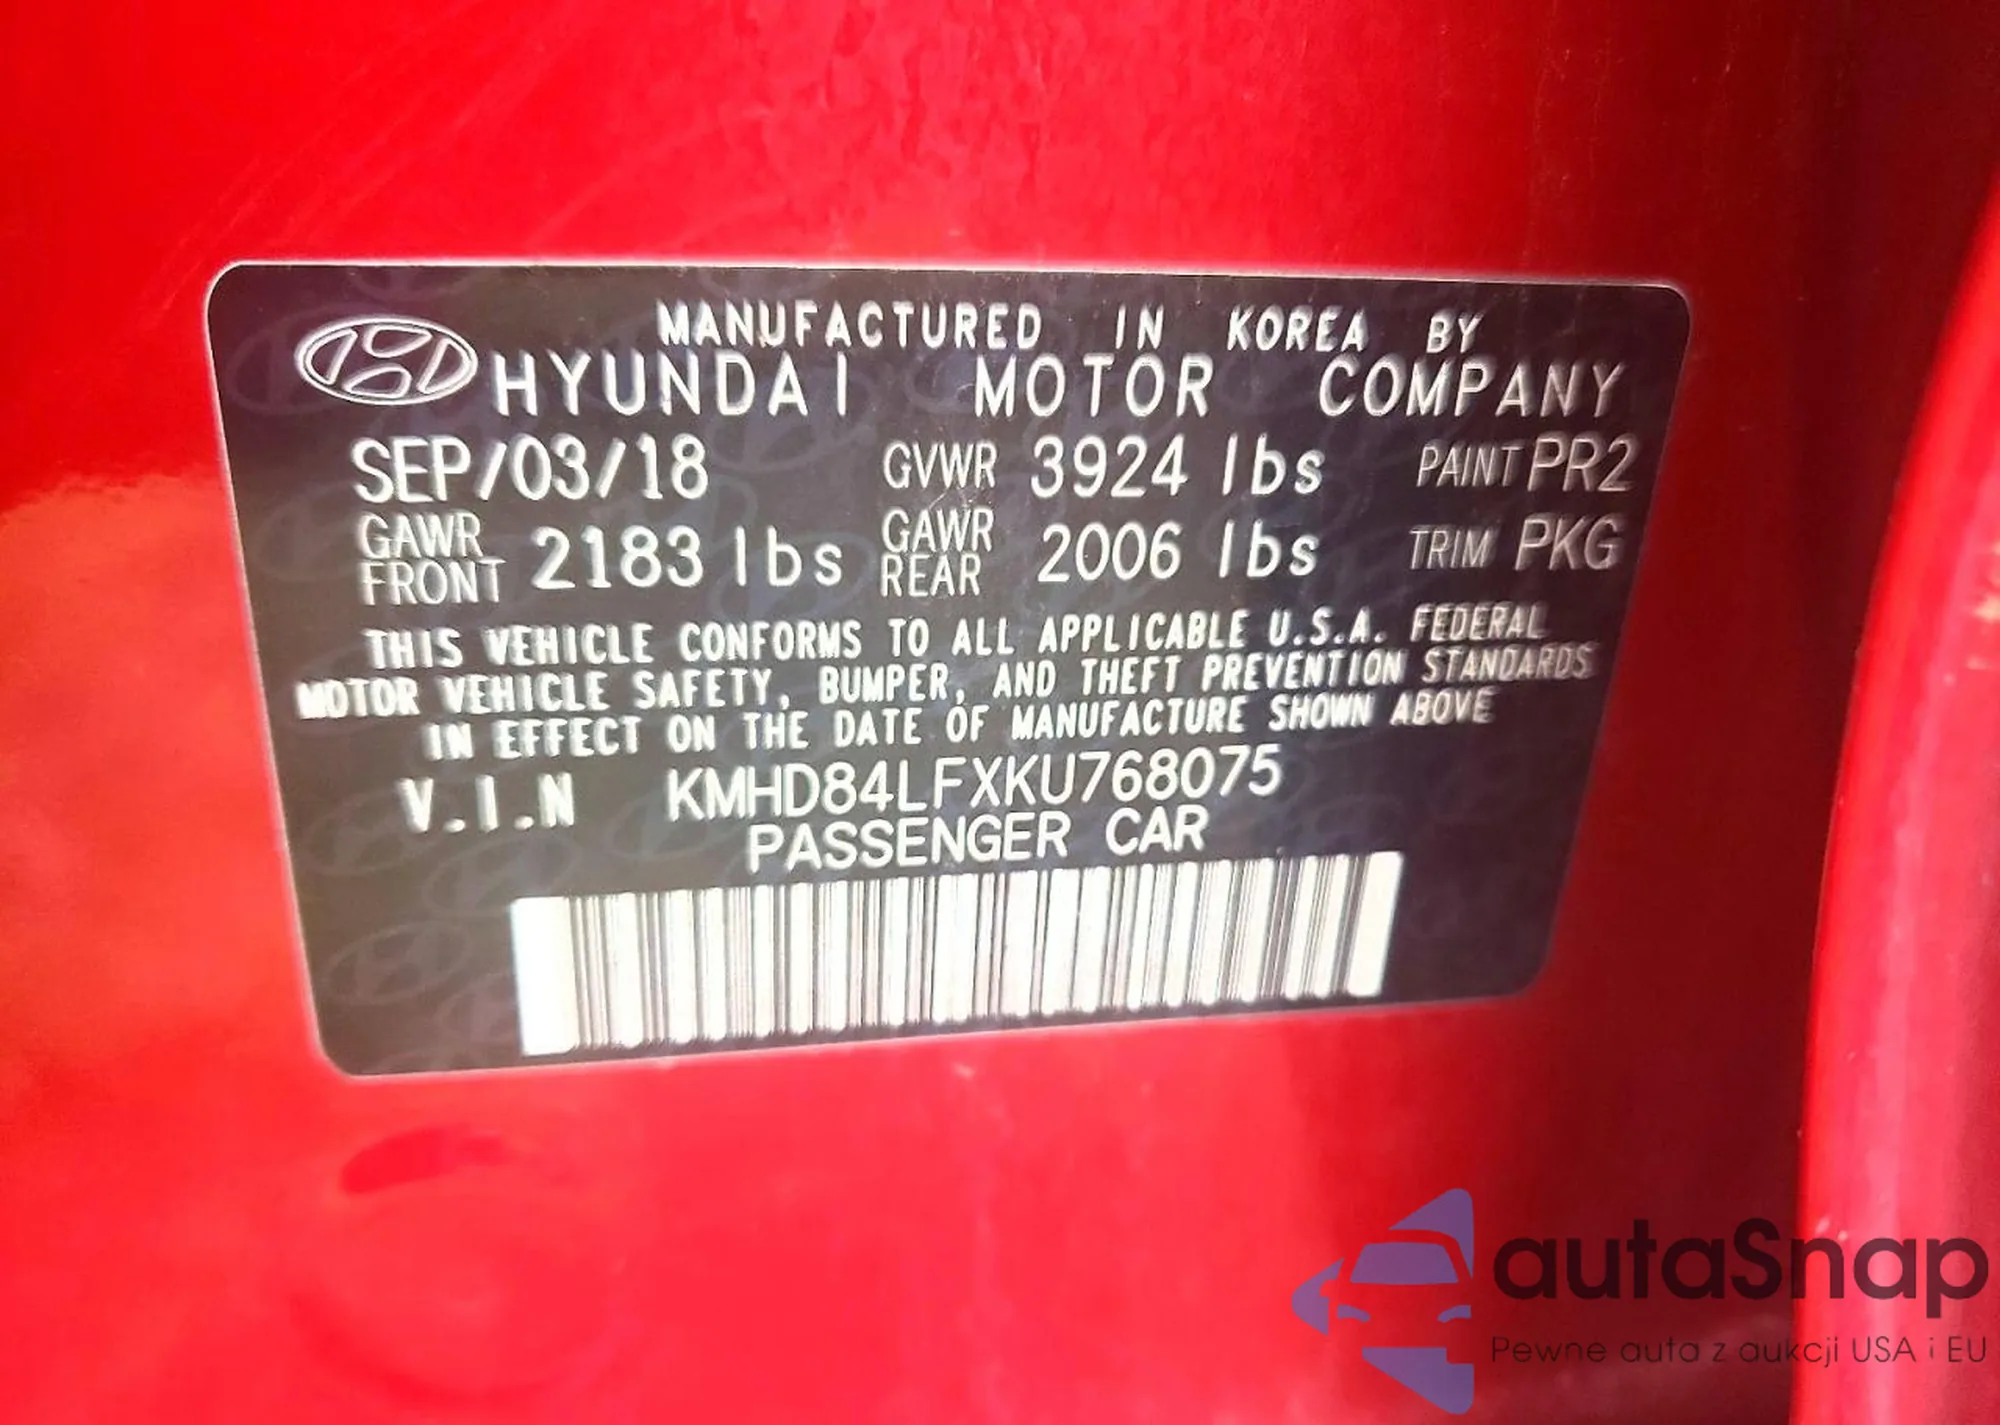 MANUFACTURED IN KOREA BY
HYUNDAI MOTOR COMPANY
SEP/03/18 GVWR 3924 lbs PAINT PR2
GAWR FRONT 2183 lbs GAWR REAR 2006 lbs TRIM PKG
THIS VEHICLE CONFORMS TO ALL APPLICABLE U.S.A. FEDERAL
MOTOR VEHICLE SAFETY, BUMPER, AND THEFT PREVENTION STANDARDS
IN EFFECT ON THE DATE OF MANUFACTURE SHOWN ABOVE
V.I.N KMHD84LFXKU768075
PASSENGER CAR
autaSnap
Pewne auta z aukcji USA i EU